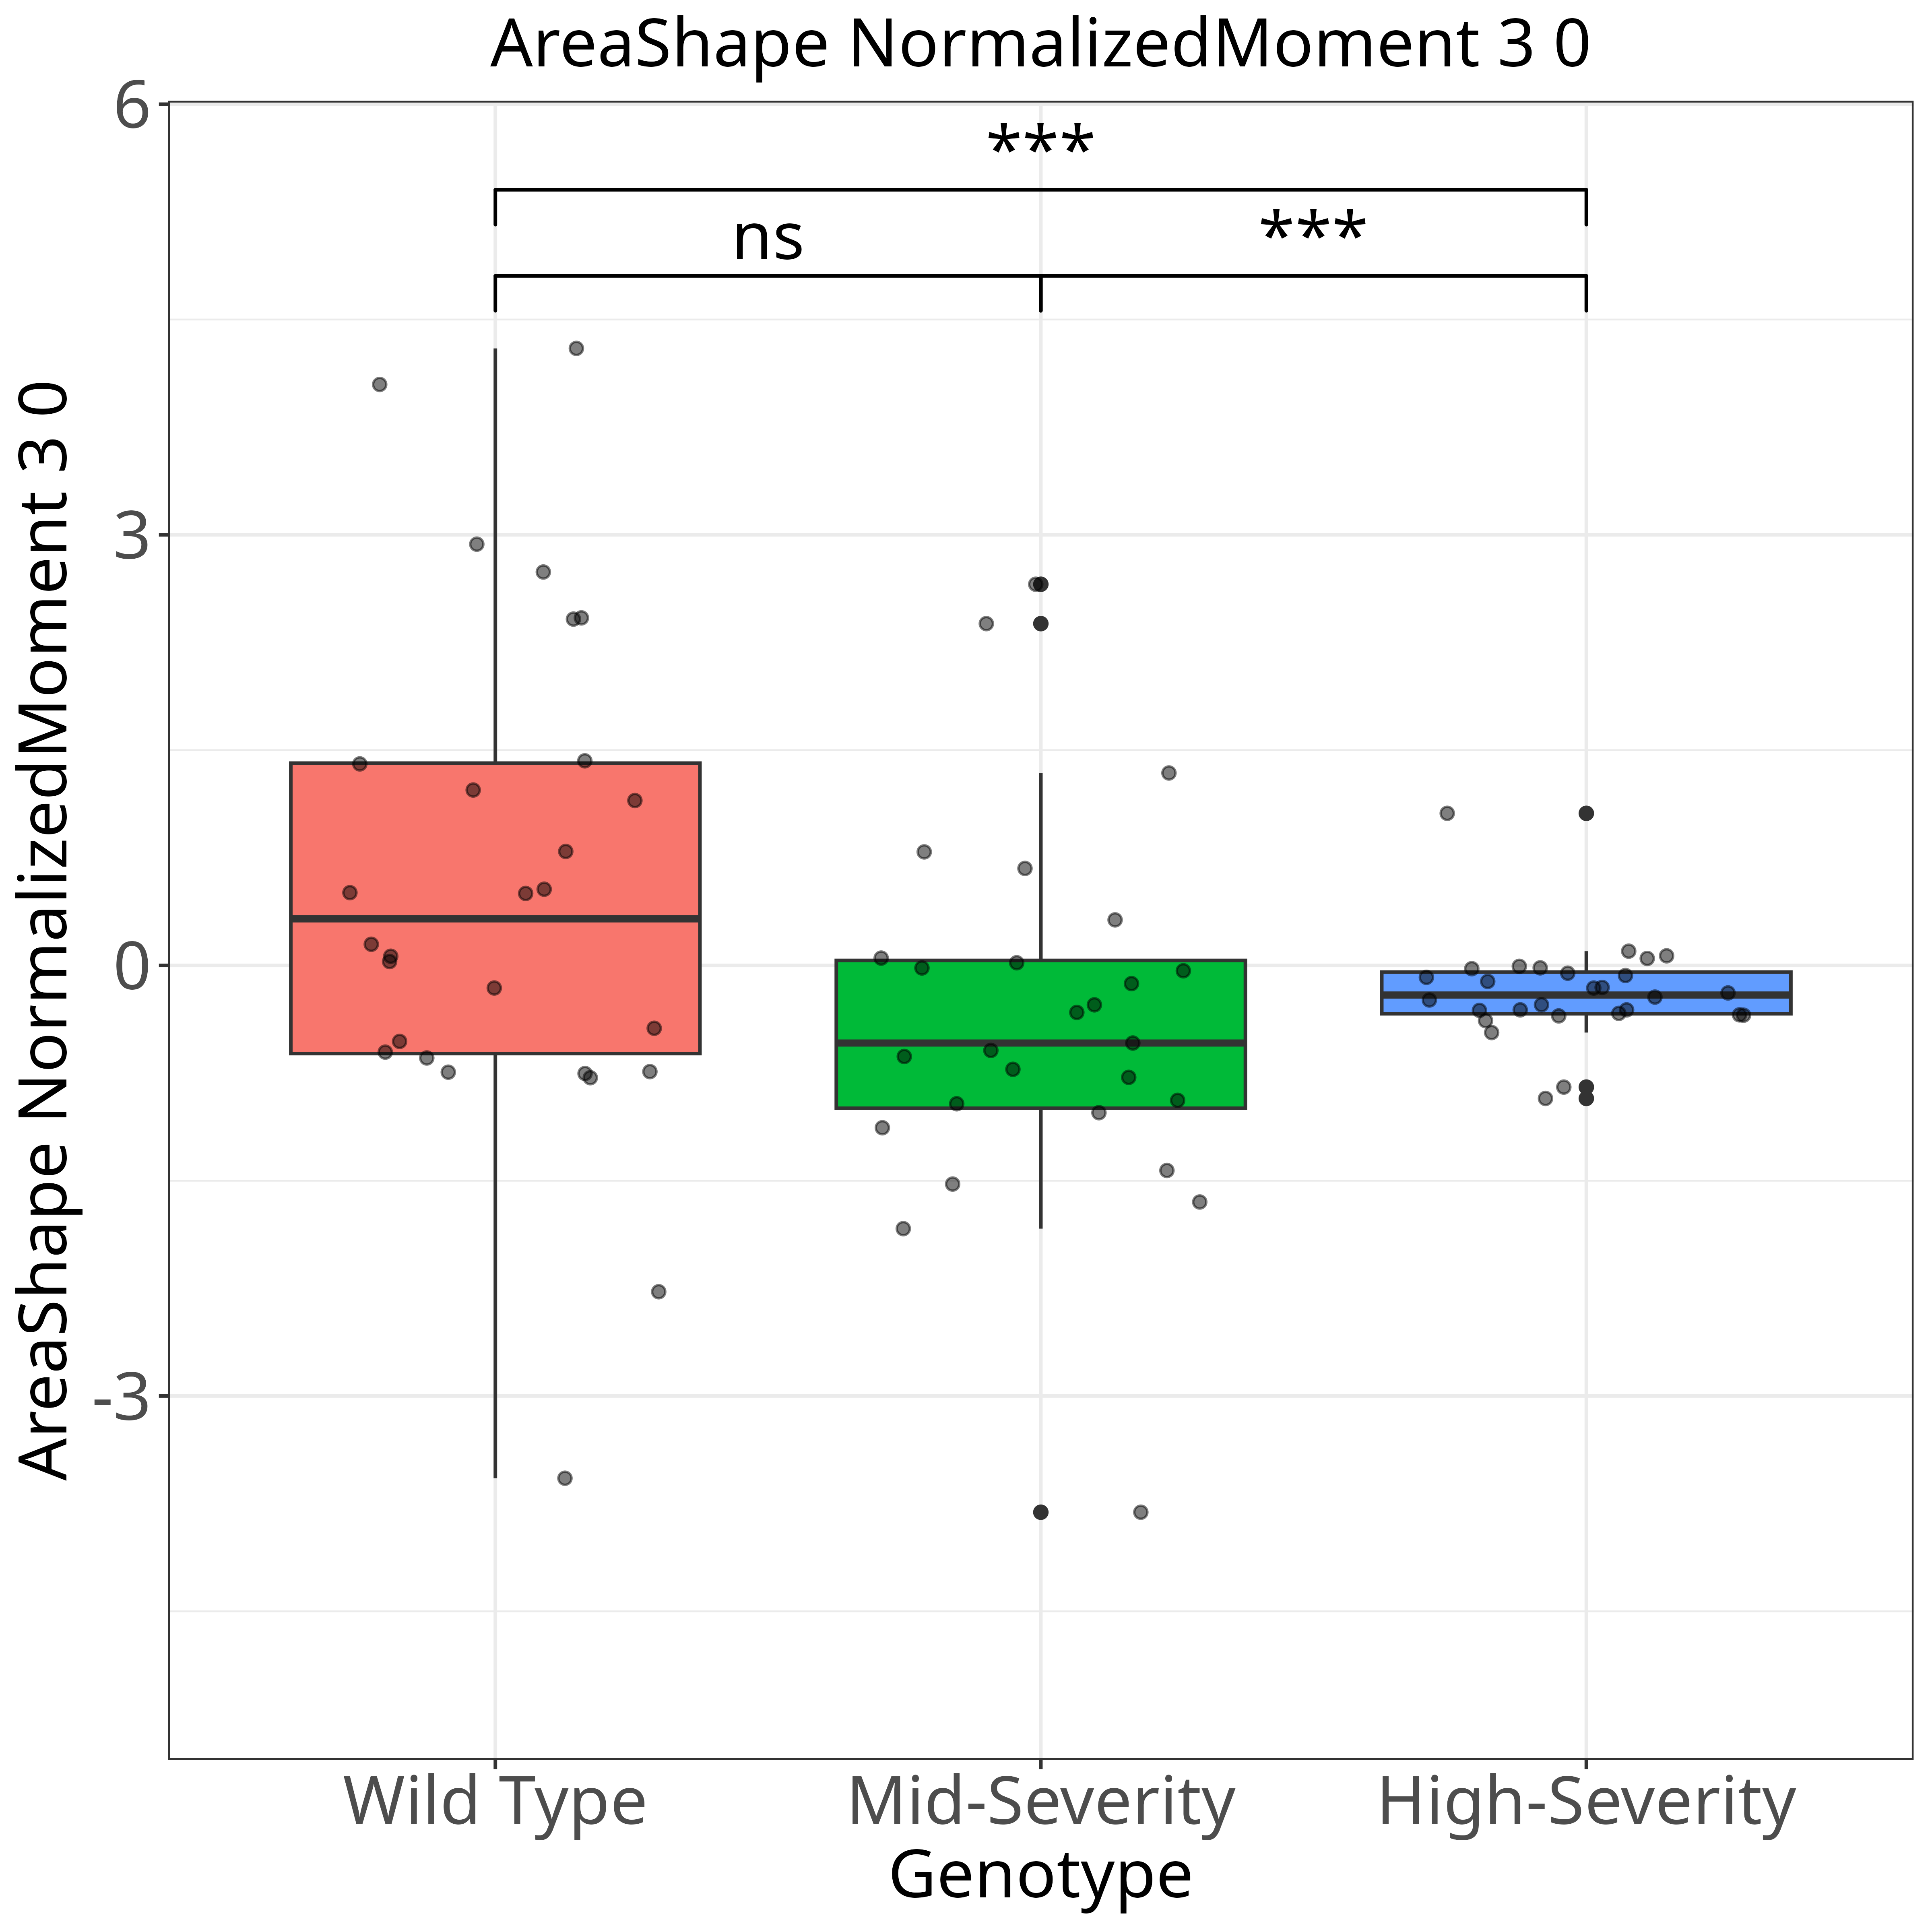 AreaShape NormalizedMoment 3 0
AreaShape NormalizedMoment 3 0
6
3
0
-3
***
ns
***
Wild Type
Mid-Severity
High-Severity
Genotype